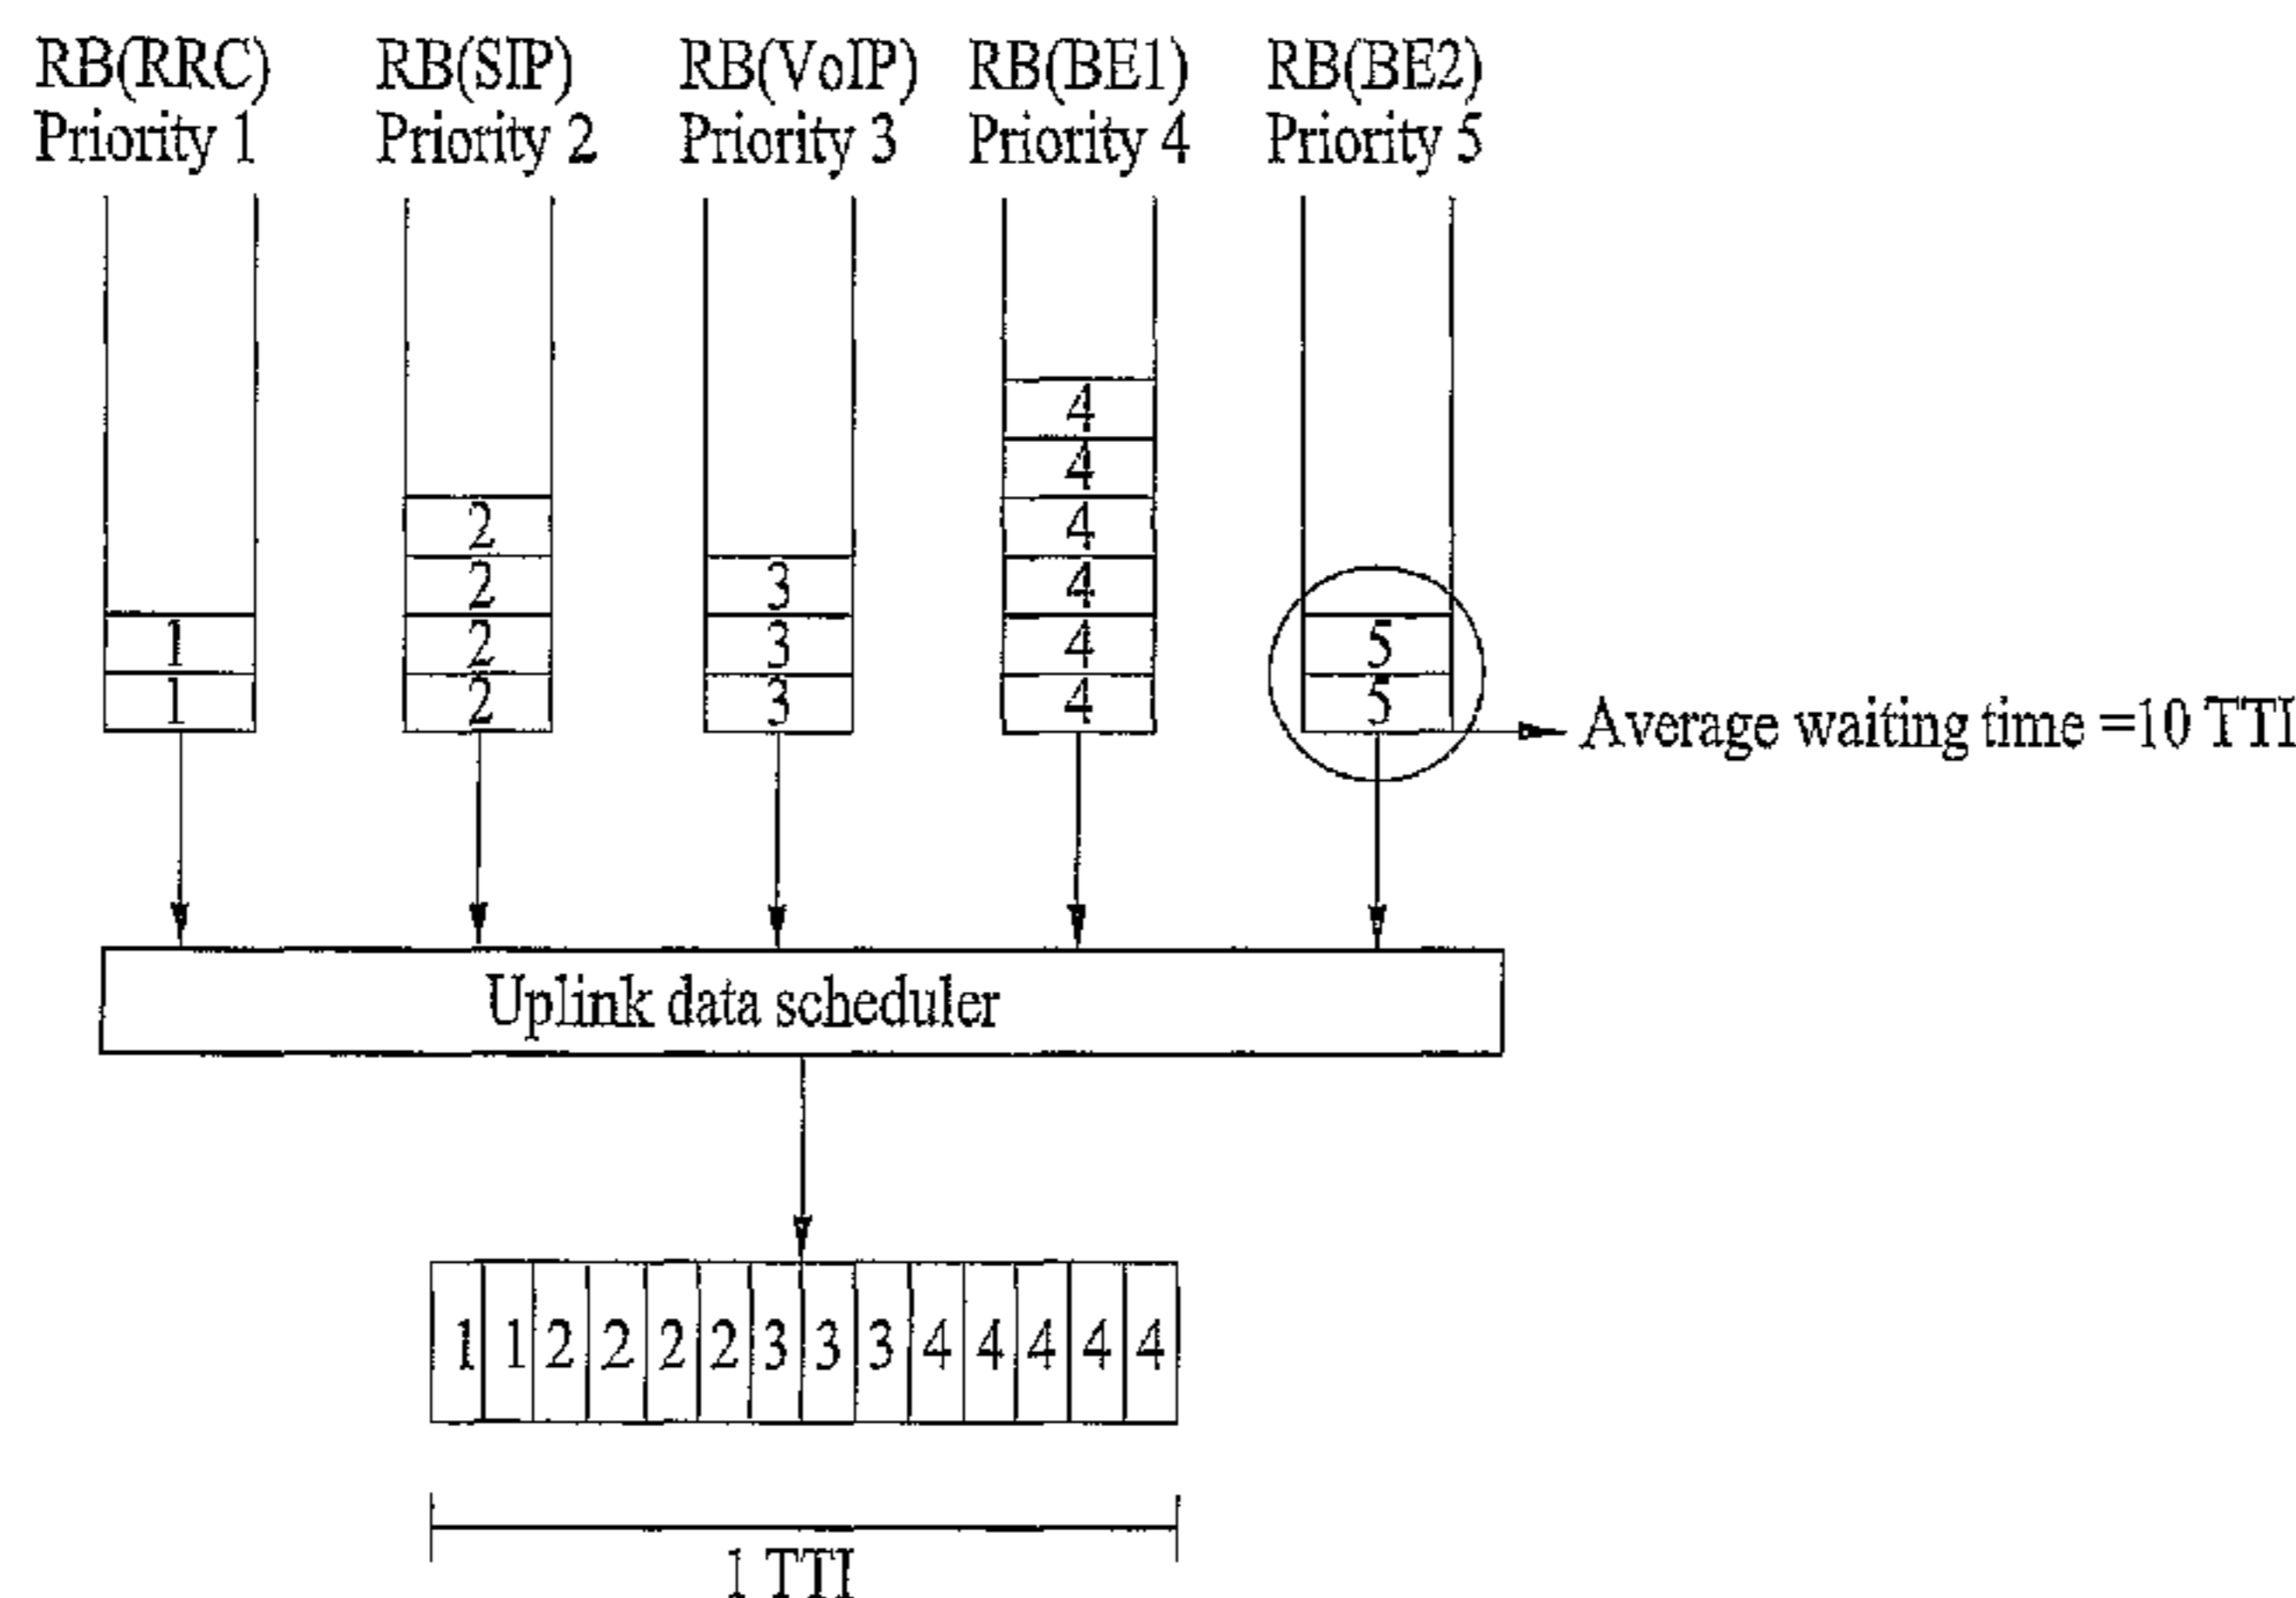 RB(RRC)
Priority 1
RB(SIP)
Priority 2
RB(VoIP)
Priority 3
RB(BE1)
Priority 4
RB(BE2)
Priority 5
1
1
2
2
2
2
3
3
3
4
4
4
4
4
4
5
5
Average waiting time =10 TTI
Uplink data scheduler
1 1 2 2 2 2 3 3 3 4 4 4 4 4
1 TTI